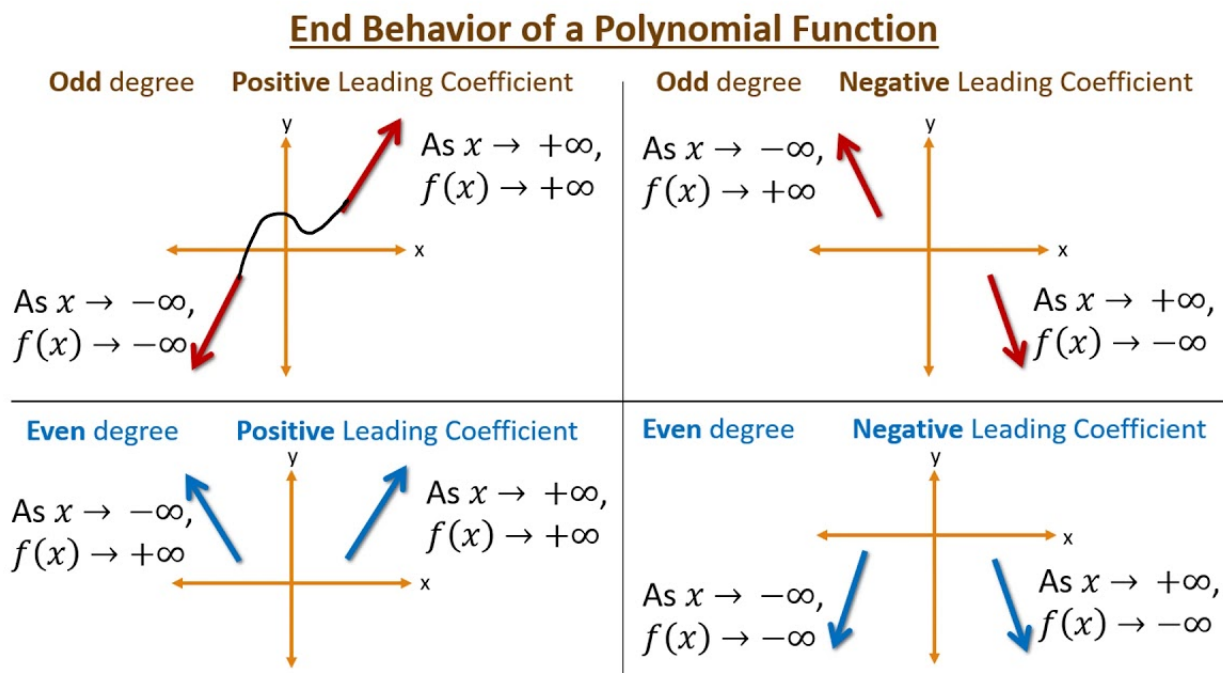 End Behavior of a Polynomial Function
Odd degree Positive Leading Coefficient
y
As x → +∞,
f(x) → +∞
x
As x → −∞,
f(x) → −∞
Odd degree Negative Leading Coefficient
y
As x → −∞,
f(x) → +∞
x
As x → +∞,
f(x) → −∞
Even degree Positive Leading Coefficient
y
As x → −∞,
f(x) → +∞
As x → +∞,
f(x) → +∞
x
Even degree Negative Leading Coefficient
y
x
As x → −∞,
f(x) → −∞
As x → +∞,
f(x) → −∞